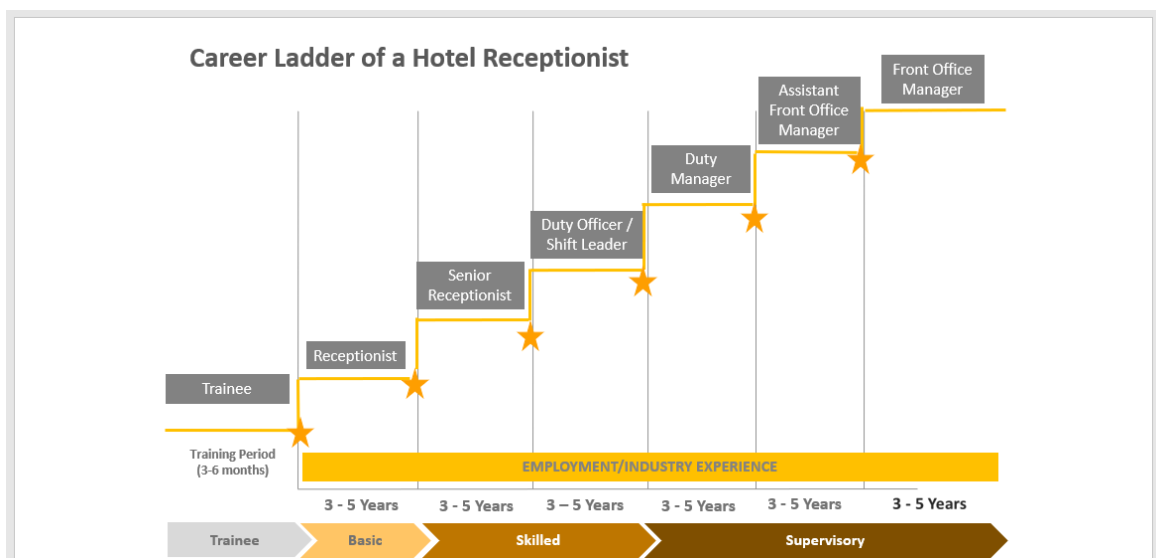 Career Ladder of a Hotel Receptionist
Front Office
Manager
Assistant
Front Office
Manager
Duty
Manager
Duty Officer /
Shift Leader
Senior
Receptionist
Receptionist
Trainee
Training Period
(3-6 months)
EMPLOYMENT/INDUSTRY EXPERIENCE
3 - 5 Years
3 - 5 Years
3 – 5 Years
3 - 5 Years
3 - 5 Years
3 - 5 Years
Trainee
Basic
Skilled
Supervisory